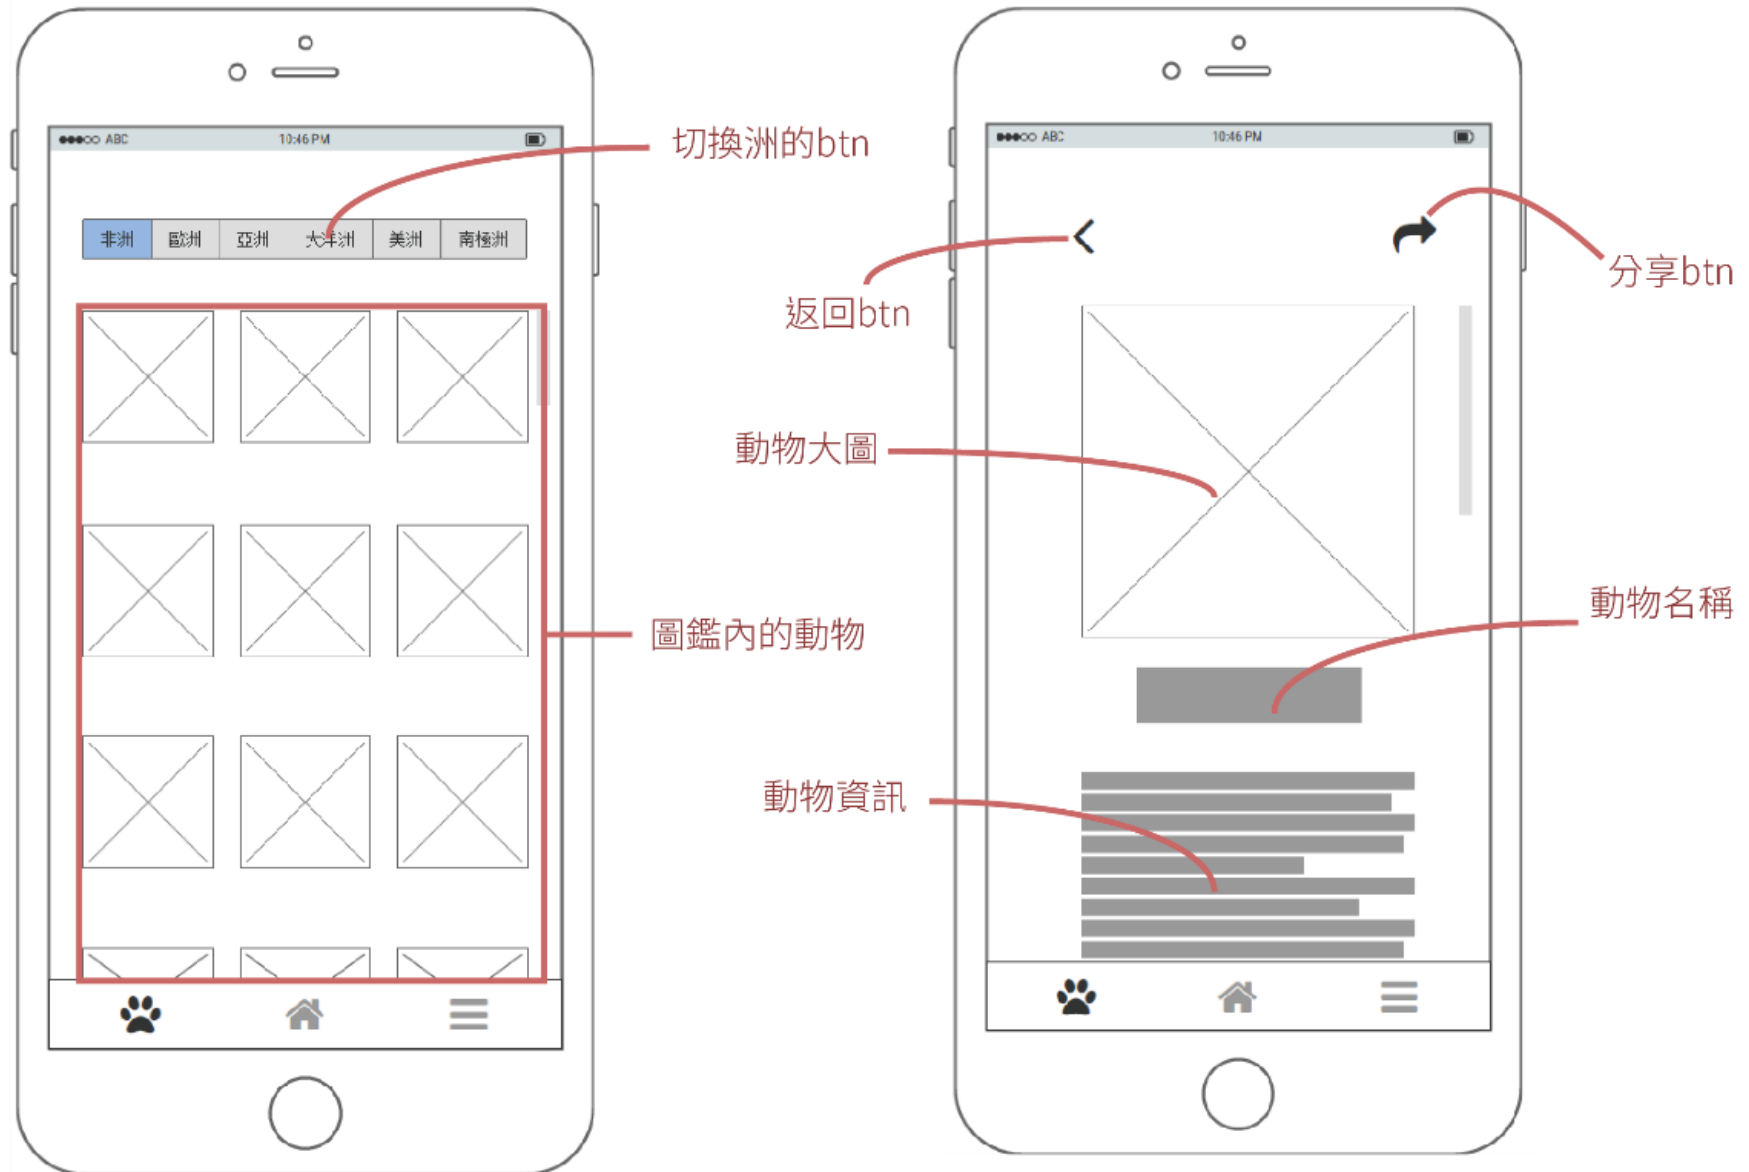 ABC 10:46 PM
切換洲的btn
非洲 歐洲 亞洲 大洋洲 美洲 南極洲
圖鑑內的動物
ABC 10:46 PM
返回btn
分享btn
動物大圖
動物名稱
動物資訊